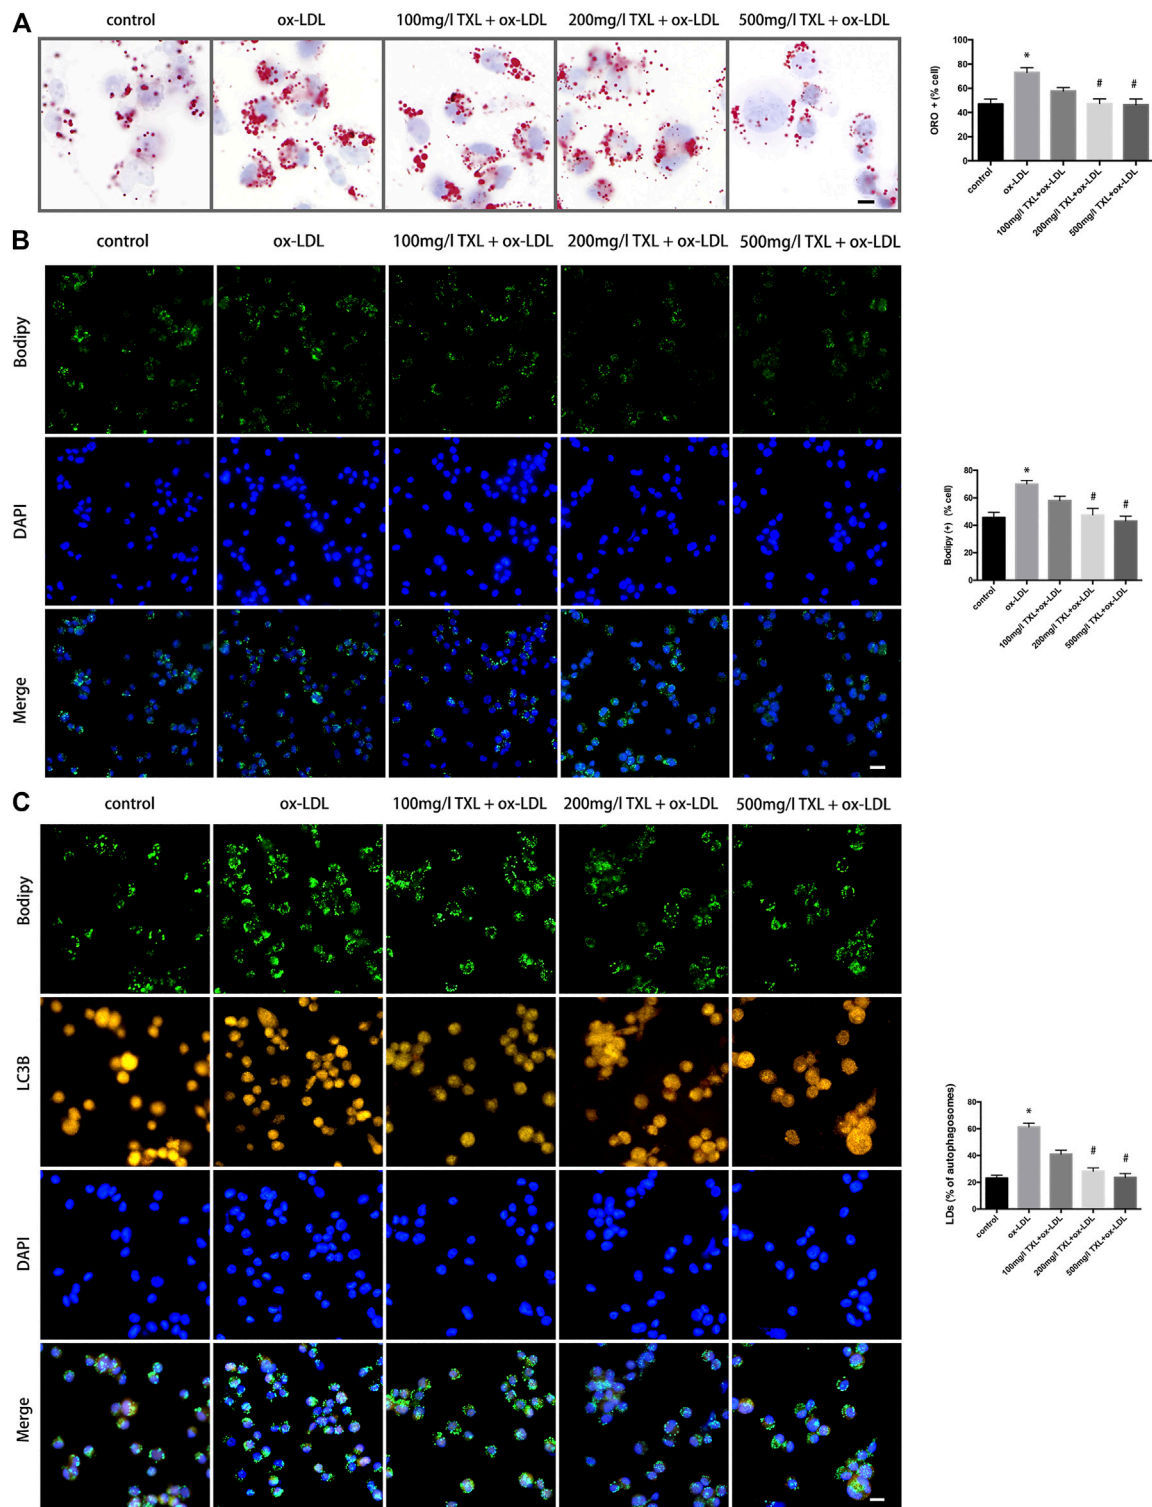 A
control ox-LDL 100mg/l TXL + ox-LDL 200mg/l TXL + ox-LDL 500mg/l TXL + ox-LDL
ORO + (% cell)
100
80
60
40
20
0
* # #
control ox-LDL 100mg/l TXL+ox-LDL 200mg/l TXL+ox-LDL 500mg/l TXL+ox-LDL
B
control ox-LDL 100mg/l TXL + ox-LDL 200mg/l TXL + ox-LDL 500mg/l TXL + ox-LDL
Bodipy
DAPI
Merge
Bodipy (+) (% cell)
80
60
40
20
0
* # #
control ox-LDL 100mg/l TXL+ox-LDL 200mg/l TXL+ox-LDL 500mg/l TXL+ox-LDL
C
control ox-LDL 100mg/l TXL + ox-LDL 200mg/l TXL + ox-LDL 500mg/l TXL + ox-LDL
Bodipy
LC3B
DAPI
Merge
LDs (% of autophagosomes)
80
60
40
20
0
* # #
control ox-LDL 100mg/l TXL+ox-LDL 200mg/l TXL+ox-LDL 500mg/l TXL+ox-LDL